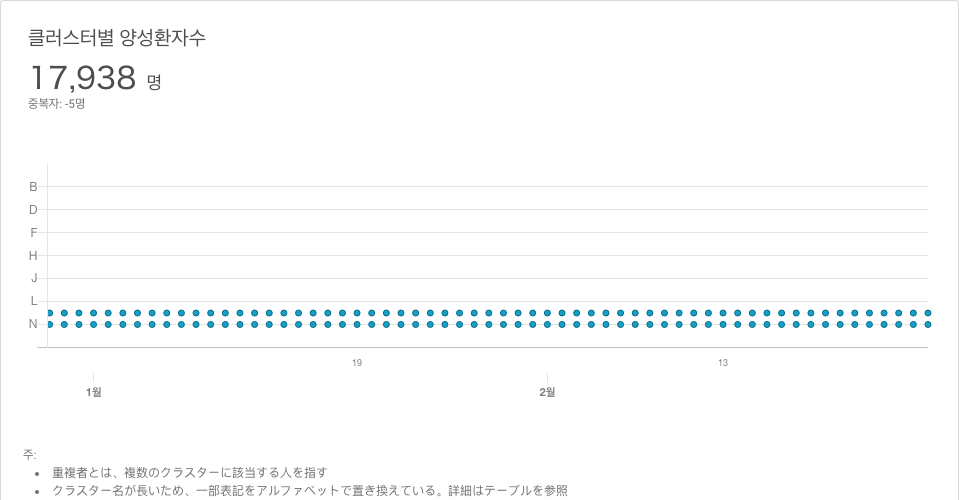 클러스터별 양성환자수
17,938 명
중복자: -5명
B
D
F
H
J
L
N
19 13
1월 2월
주:
• 重複者とは、複数のクラスターに該当する人を指す
• クラスター名が長いため、一部表記をアルファベットで置き換えている。詳細はテーブルを参照